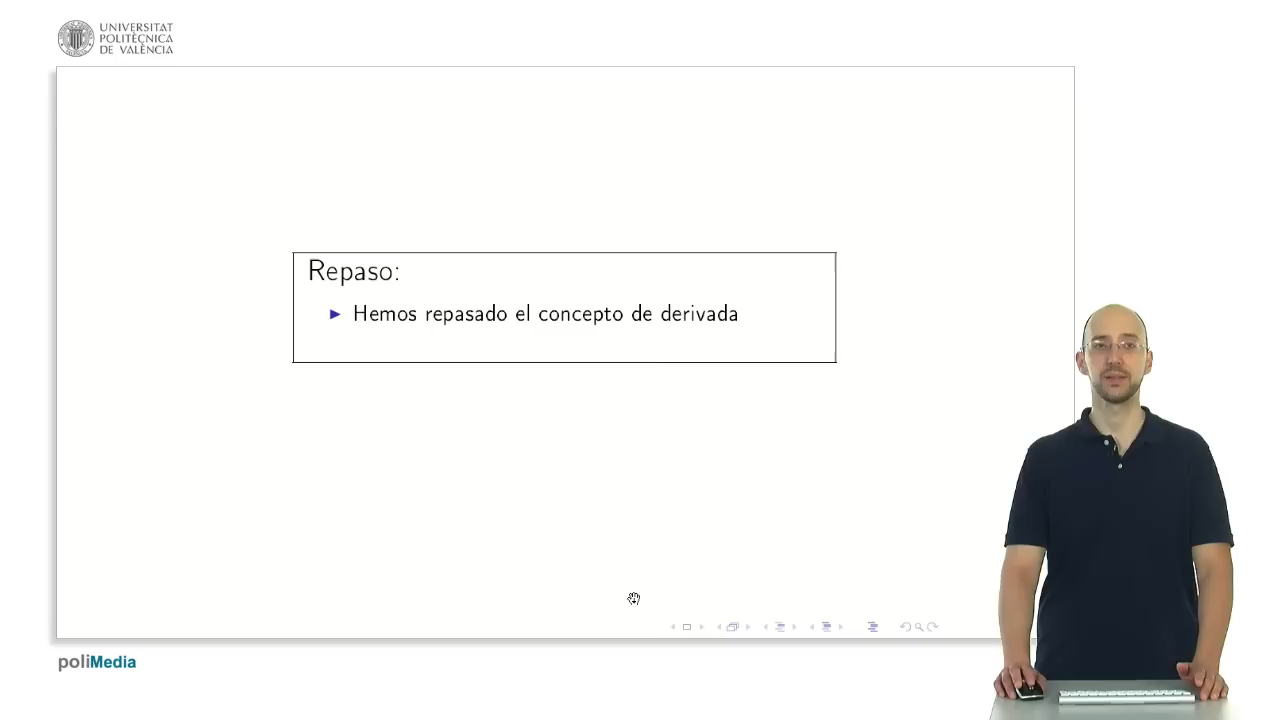 UNIVERSITAT
POLITÈCNICA
DE VALÈNCIA
Repaso:
Hemos repasado el concepto de derivada
poliMedia